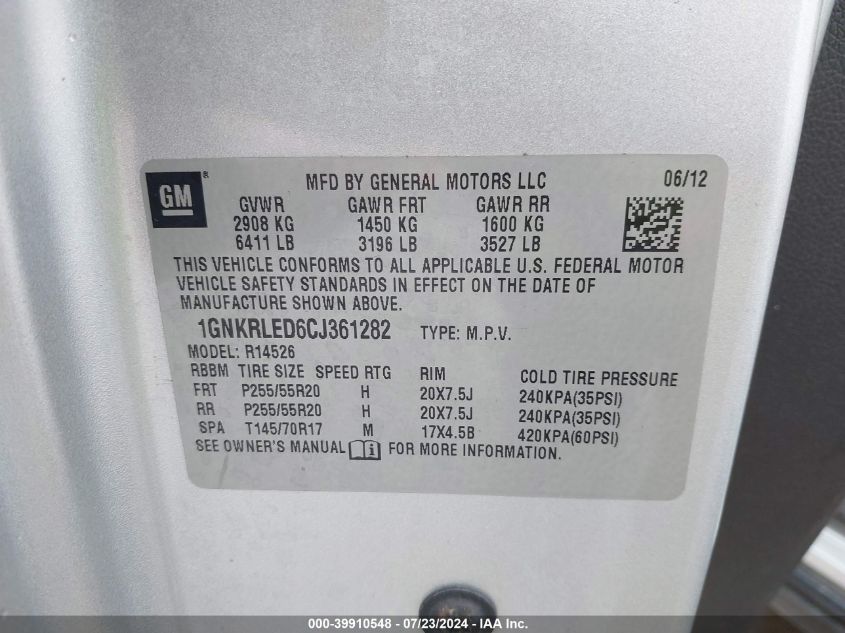 GM ® MFD BY GENERAL MOTORS LLC 06/12
GVWR GAWR FRT GAWR RR
2908 KG 1450 KG 1600 KG
6411 LB 3196 LB 3527 LB
THIS VEHICLE CONFORMS TO ALL APPLICABLE U.S. FEDERAL MOTOR
VEHICLE SAFETY STANDARDS IN EFFECT ON THE DATE OF
MANUFACTURE SHOWN ABOVE.
1GNKRLED6CJ361282 TYPE: M.P.V.
MODEL: R14526
RBBM TIRE SIZE SPEED RTG RIM COLD TIRE PRESSURE
FRT P255/55R20 H 20X7.5J 240KPA(35PSI)
RR P255/55R20 H 20X7.5J 240KPA(35PSI)
SPA T145/70R17 M 17X4.5B 420KPA(60PSI)
SEE OWNER'S MANUAL i FOR MORE INFORMATION.
000-39910548 - 07/23/2024 - IAA Inc.